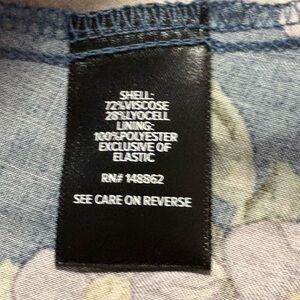 SHELL:
72%VISCOSE
28%LYOCELL
LINING:
100%POLYESTER
EXCLUSIVE OF
ELASTIC
RN# 148862
SEE CARE ON REVERSE